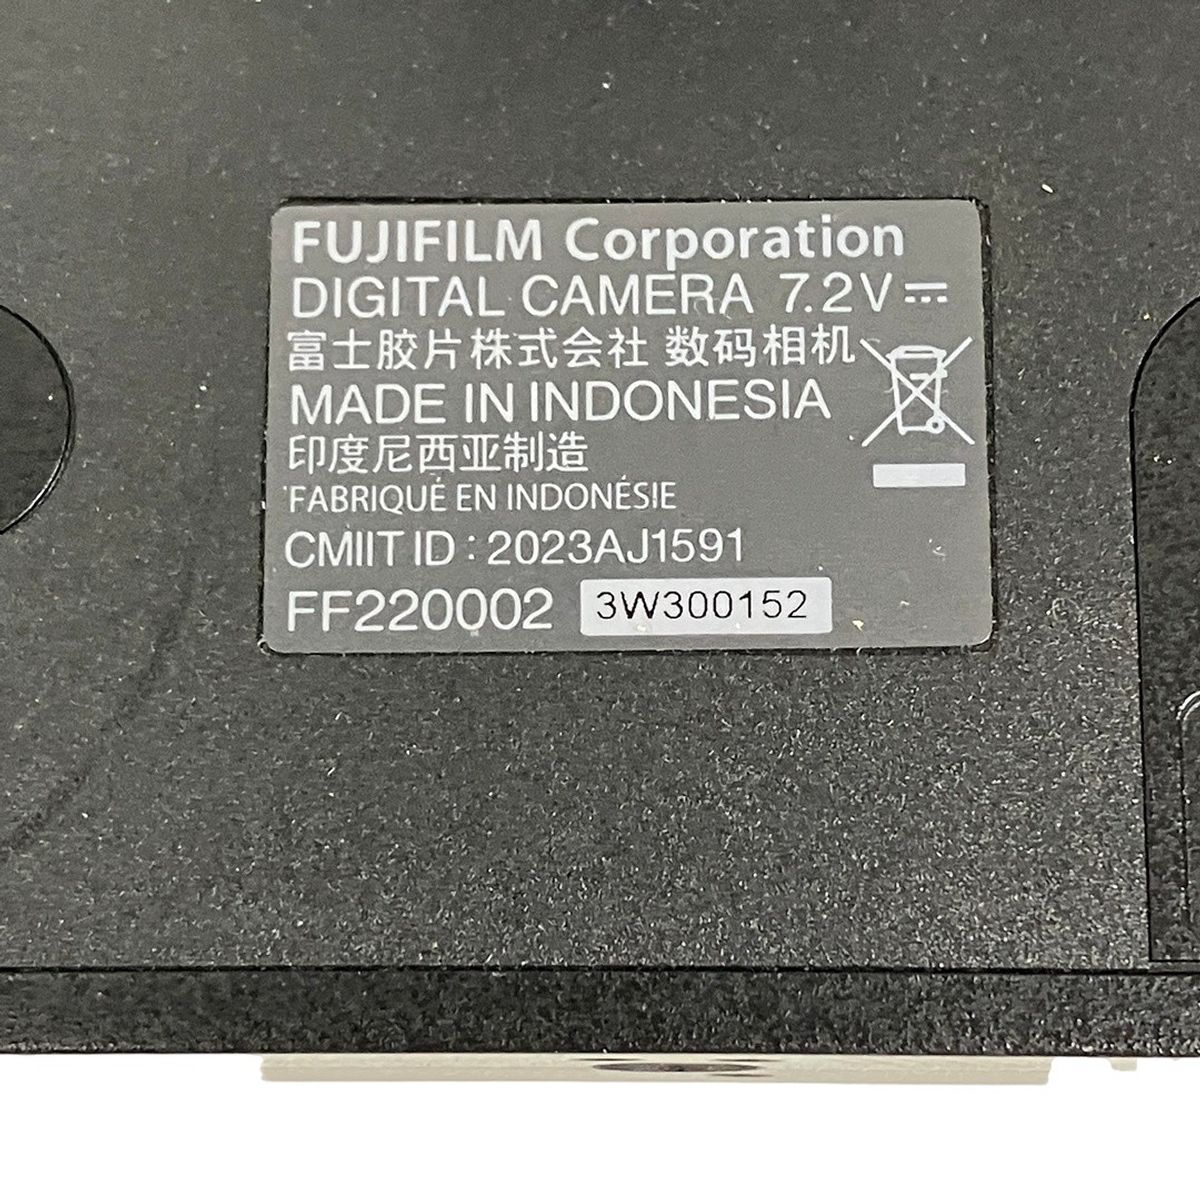 FUJIFILM Corporation
DIGITAL CAMERA 7.2V⎓
富士胶片株式会社 数码相机
MADE IN INDONESIA
印度尼西亚制造
FABRIQUÉ EN INDONÉSIE
CMIIT ID : 2023AJ1591
FF220002 3W300152